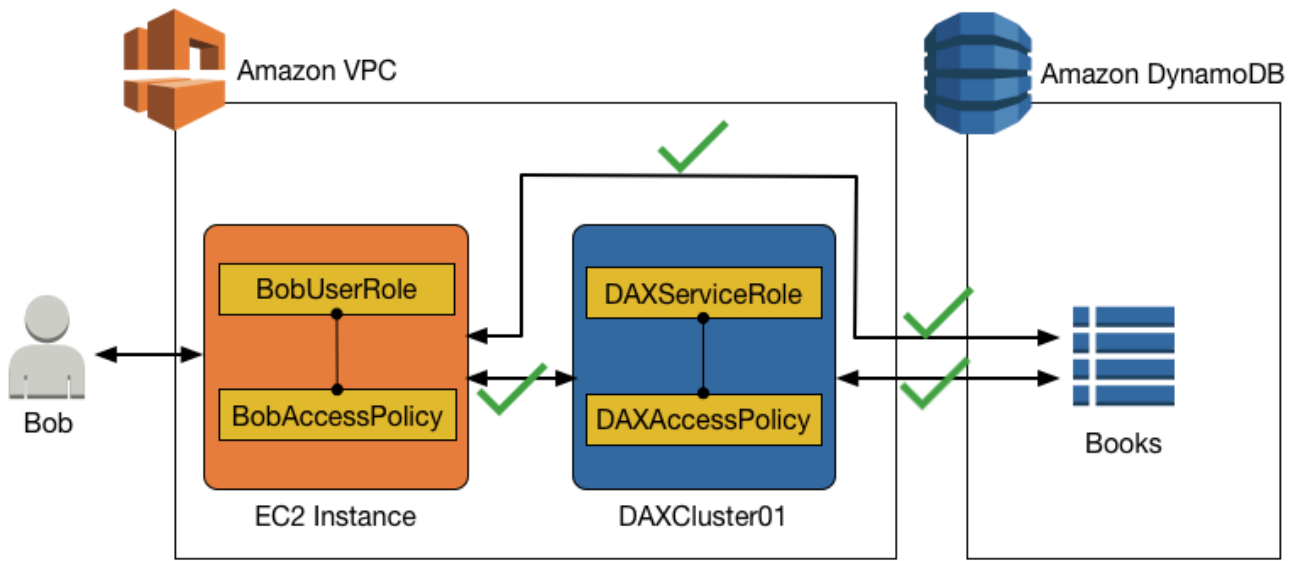 Amazon VPC
Amazon DynamoDB
BobUserRole
DAXServiceRole
BobAccessPolicy
DAXAccessPolicy
Bob
Books
EC2 Instance
DAXCluster01